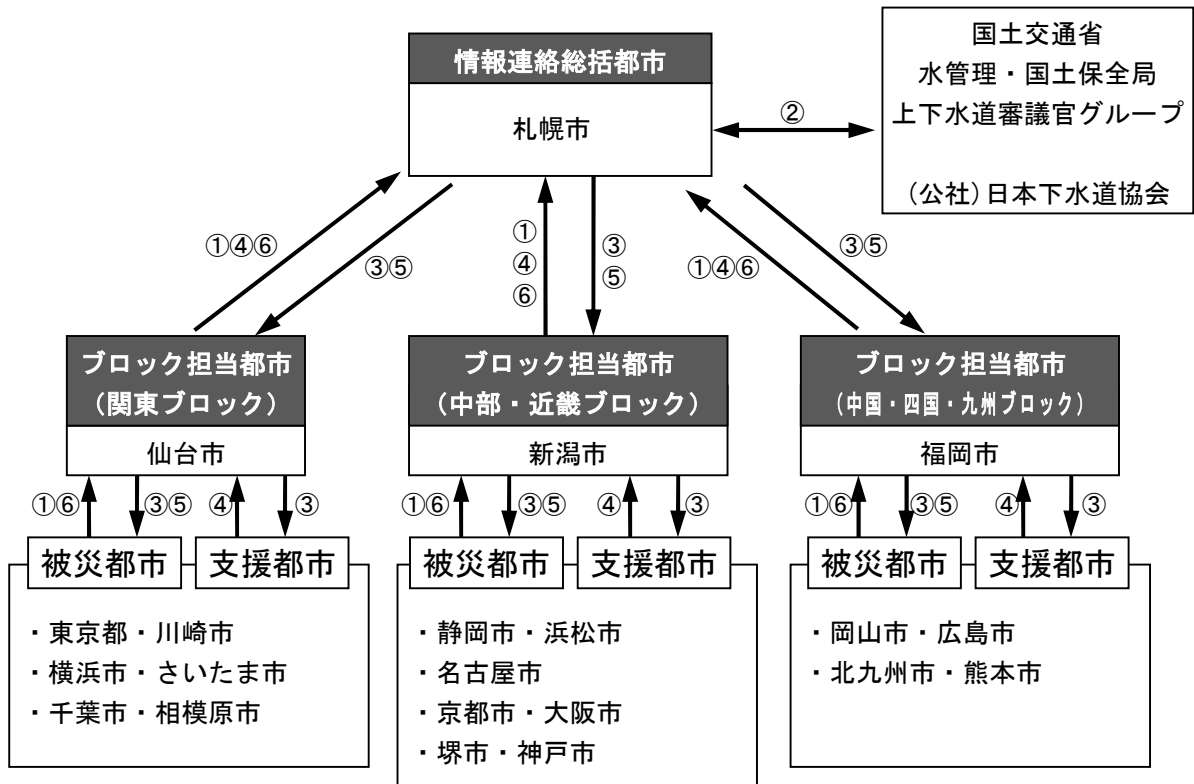 情報連絡総括都市
札幌市
国土交通省
水管理・国土保全局
上下水道審議官グループ
(公社)日本下水道協会
②
①④⑥
③⑤
①
④
⑥
③
⑤
①④⑥
③⑤
ブロック担当都市
（関東ブロック）
仙台市
ブロック担当都市
（中部・近畿ブロック）
新潟市
ブロック担当都市
（中国・四国・九州ブロック）
福岡市
①⑥
③⑤
④
③
①⑥
③⑤
④
③
①⑥
③⑤
④
③
被災都市
支援都市
・東京都・川崎市
・横浜市・さいたま市
・千葉市・相模原市
被災都市
支援都市
・静岡市・浜松市
・名古屋市
・京都市・大阪市
・堺市・神戸市
被災都市
支援都市
・岡山市・広島市
・北九州市・熊本市